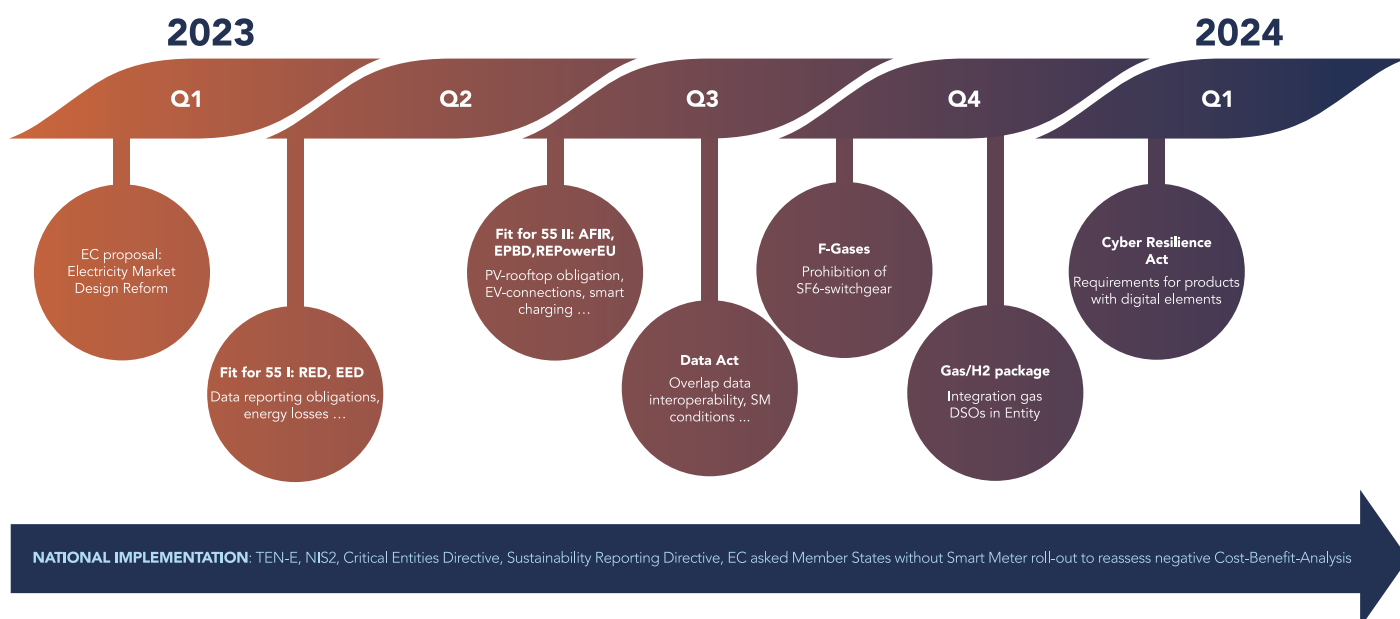 2023
2024
Q1
Q2
Q3
Q4
Q1
EC proposal:
Electricity Market
Design Reform
Fit for 55 I: RED, EED
Data reporting obligations,
energy losses …
Fit for 55 II: AFIR,
EPBD,REPowerEU
PV-rooftop obligation,
EV-connections, smart
charging …
Data Act
Overlap data
interoperability, SM
conditions ...
F-Gases
Prohibition of
SF6-switchgear
Gas/H2 package
Integration gas
DSOs in Entity
Cyber Resilience
Act
Requirements for products
with digital elements
NATIONAL IMPLEMENTATION: TEN-E, NIS2, Critical Entities Directive, Sustainability Reporting Directive, EC asked Member States without Smart Meter roll-out to reassess negative Cost-Benefit-Analysis